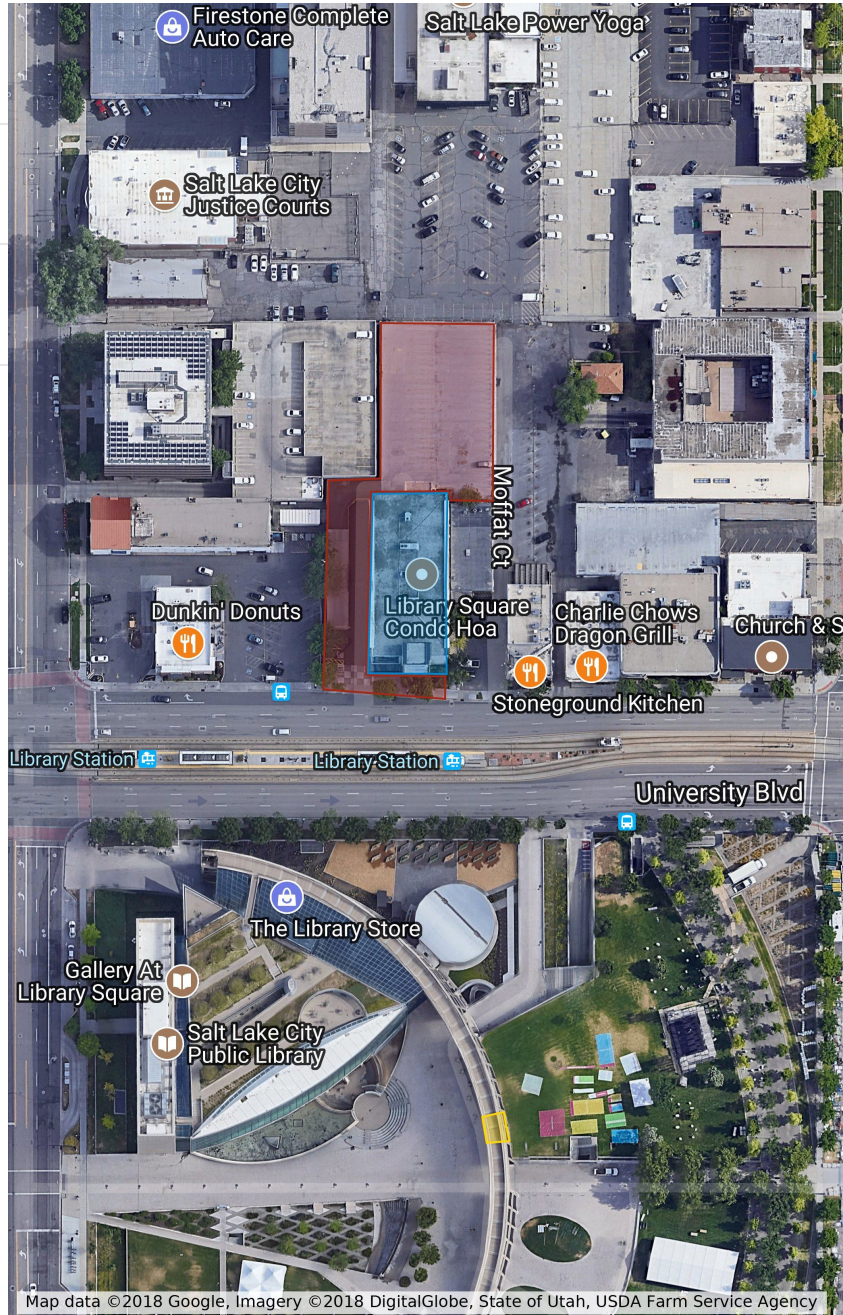 Firestone Complete
Auto Care
Salt Lake Power Yoga
Salt Lake City
Justice Courts
Moffat Ct
Dunkin' Donuts
Library Square
Condo Hoa
Charlie Chows
Dragon Grill
Church & S
Stoneground Kitchen
Library Station
Library Station
University Blvd
The Library Store
Gallery At
Library Square
Salt Lake City
Public Library
Map data ©2018 Google, Imagery ©2018 DigitalGlobe, State of Utah, USDA Farm Service Agency